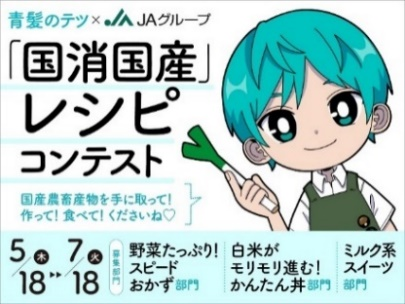 青髪のテツ×JAグループ
「国消国産」
レシピ
コンテスト
国産農畜産物を手に取って！
作って！食べて！くださいね♡
5/18 木 ▸▸ 7/18 火
募集部門
野菜たっぷり！
スピード
おかず部門
白米が
モリモリ進む！
かんたん丼部門
ミルク系
スイーツ
部門